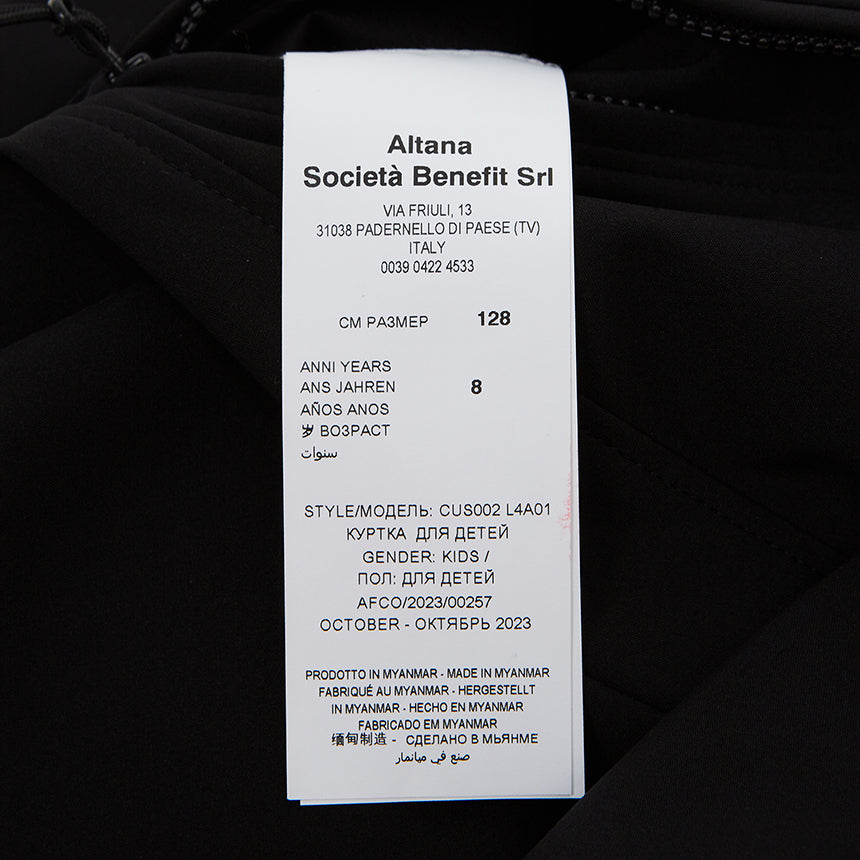 Altana
Società Benefit Srl
VIA FRIULI, 13
31038 PADERNELLO DI PAESE (TV)
ITALY
0039 0422 4533
СМ РАЗМЕР 128
ANNI YEARS
ANS JAHREN 8
AÑOS ANOS
岁 ВОЗРАСТ
سنوات
STYLE/МОДЕЛЬ: CUS002 L4A01
КУРТКА ДЛЯ ДЕТЕЙ
GENDER: KIDS /
ПОЛ: ДЛЯ ДЕТЕЙ
AFCO/2023/00257
OCTOBER - ОКТЯБРЬ 2023
PRODOTTO IN MYANMAR - MADE IN MYANMAR
FABRIQUÉ AU MYANMAR - HERGESTELLT
IN MYANMAR - HECHO EN MYANMAR
FABRICADO EM MYANMAR
缅甸制造 - СДЕЛАНО В МЬЯНМЕ
صنع في ميانمار